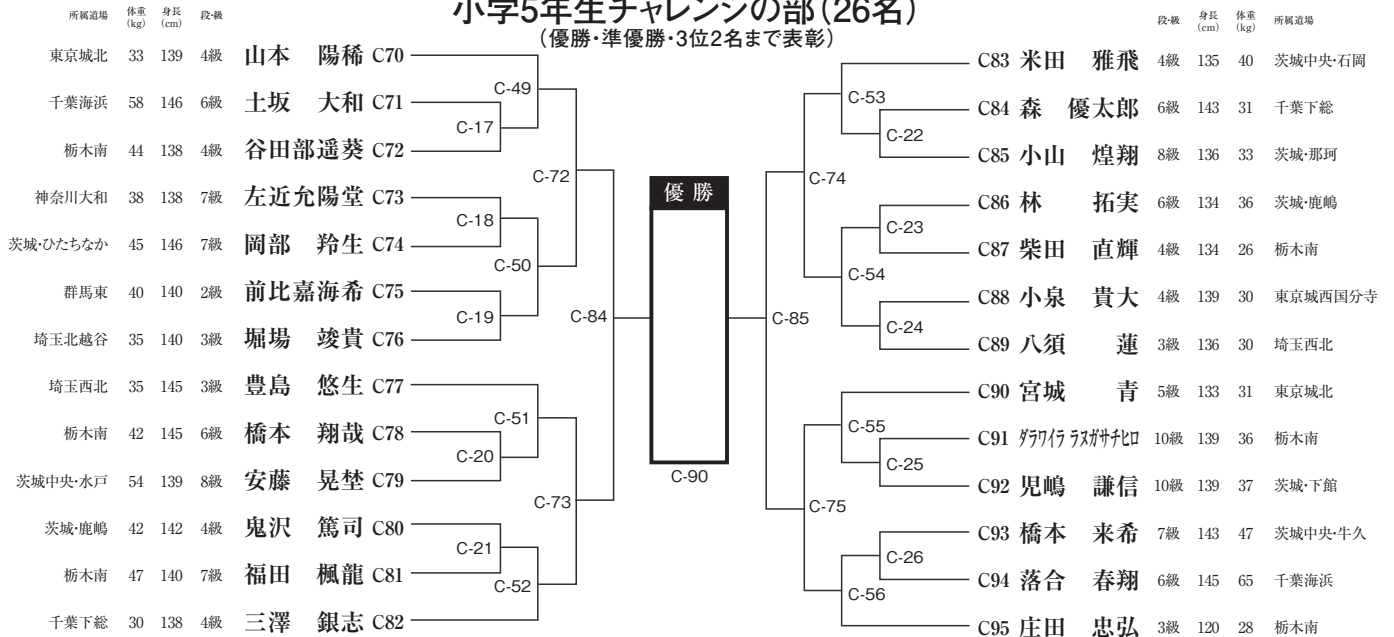 小学5年生チャレンジの部(26名)
(優勝・準優勝・3位2名まで表彰)
所属道場 体重(kg) 身長(cm) 段・級
段・級 身長(cm) 体重(kg) 所属道場
東京城北 33 139 4級 山本 陽稀 C70
千葉海浜 58 146 6級 土坂 大和 C71
栃木南 44 138 4級 谷田部遥葵 C72
神奈川大和 38 138 7級 左近允陽堂 C73
茨城・ひたちなか 45 146 7級 岡部 羚生 C74
群馬東 40 140 2級 前比嘉海希 C75
埼玉北越谷 35 140 3級 堀場 竣貴 C76
埼玉西北 35 145 3級 豊島 悠生 C77
栃木南 42 145 6級 橋本 翔哉 C78
茨城中央・水戸 54 139 8級 安藤 晃埜 C79
茨城・鹿嶋 42 142 4級 鬼沢 篤司 C80
栃木南 47 140 7級 福田 楓龍 C81
千葉下総 30 138 4級 三澤 銀志 C82
C-49
C-17
C-72
C-18
C-50
C-19
C-84
C-51
C-20
C-73
C-21
C-52
優勝
C-90
C-53
C-22
C-74
C-23
C-54
C-24
C-85
C-55
C-25
C-75
C-26
C-56
C83 米田 雅飛 4級 135 40 茨城中央・石岡
C84 森 優太郎 6級 143 31 千葉下総
C85 小山 煌翔 8級 136 33 茨城・那珂
C86 林 拓実 6級 134 36 茨城・鹿嶋
C87 柴田 直輝 4級 134 26 栃木南
C88 小泉 貴大 4級 139 30 東京城西国分寺
C89 八須 蓮 3級 136 30 埼玉西北
C90 宮城 青 5級 133 31 東京城北
C91 ダラワイラ ラヌガサチヒロ 10級 139 36 栃木南
C92 児嶋 謙信 10級 139 37 茨城・下館
C93 橋本 来希 7級 143 47 茨城中央・牛久
C94 落合 春翔 6級 145 65 千葉海浜
C95 庄田 忠弘 3級 120 28 栃木南